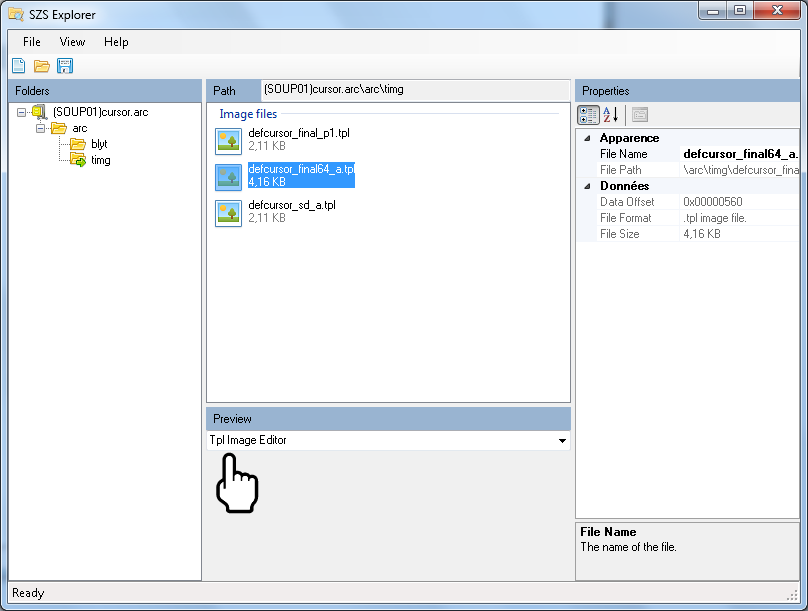 SZS Explorer
File View Help
Folders
(SOUP01)cursor.arc
arc
blyt
timg
Path (SOUP01)cursor.arc\arc\timg
Image files
defcursor_final_p1.tpl
2,11 KB
defcursor_final64_a.tpl
4,16 KB
defcursor_sd_a.tpl
2,11 KB
Preview
Tpl Image Editor
Properties
Apparence
File Name defcursor_final64_a.
File Path \arc\timg\defcursor_fina
Données
Data Offset 0x00000560
File Format .tpl image file.
File Size 4,16 KB
File Name
The name of the file.
Ready